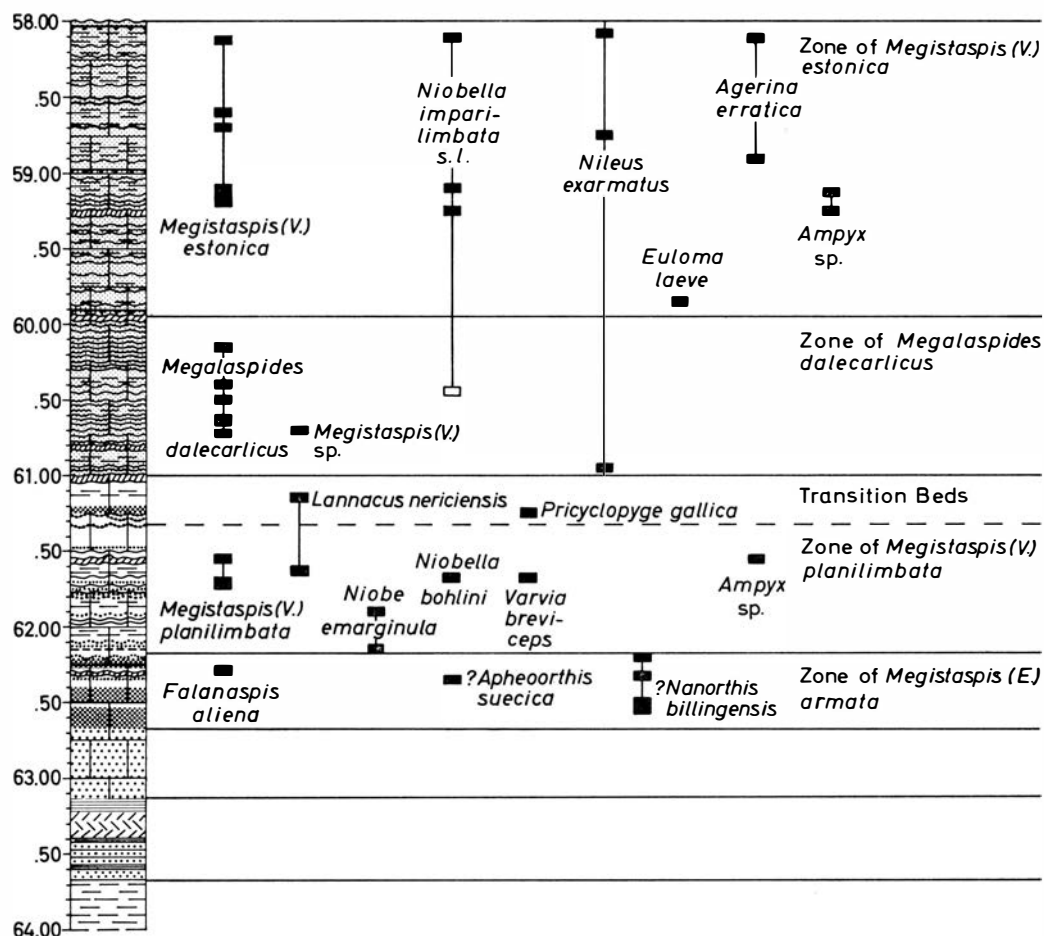 58.00
.50
59.00
.50
60.00
.50
61.00
.50
62.00
.50
63.00
.50
64.00
Zone of Megistaspis (V.)
estonica
Niobella
impari-
limbata
s.l.
Agerina
erratica
Nileus
exarmatus
Megistaspis (V.)
estonica
Ampyx
sp.
Euloma
laeve
Zone of Megalaspides
dalecarlicus
Megalaspides
dalecarlicus
Megistaspis (V.)
sp.
Transition Beds
Lannacus nericiensis
Pricyclopyge gallica
Zone of Megistaspis (V.)
planilimbata
Megistaspis (V.)
planilimbata
Niobe
emarginula
Niobella
bohlini
Varvia
brevi-
ceps
Ampyx
sp.
Zone of Megistaspis (E.)
armata
Falanaspis
aliena
?Apheoorthis
suecica
?Nanorthis
billingensis